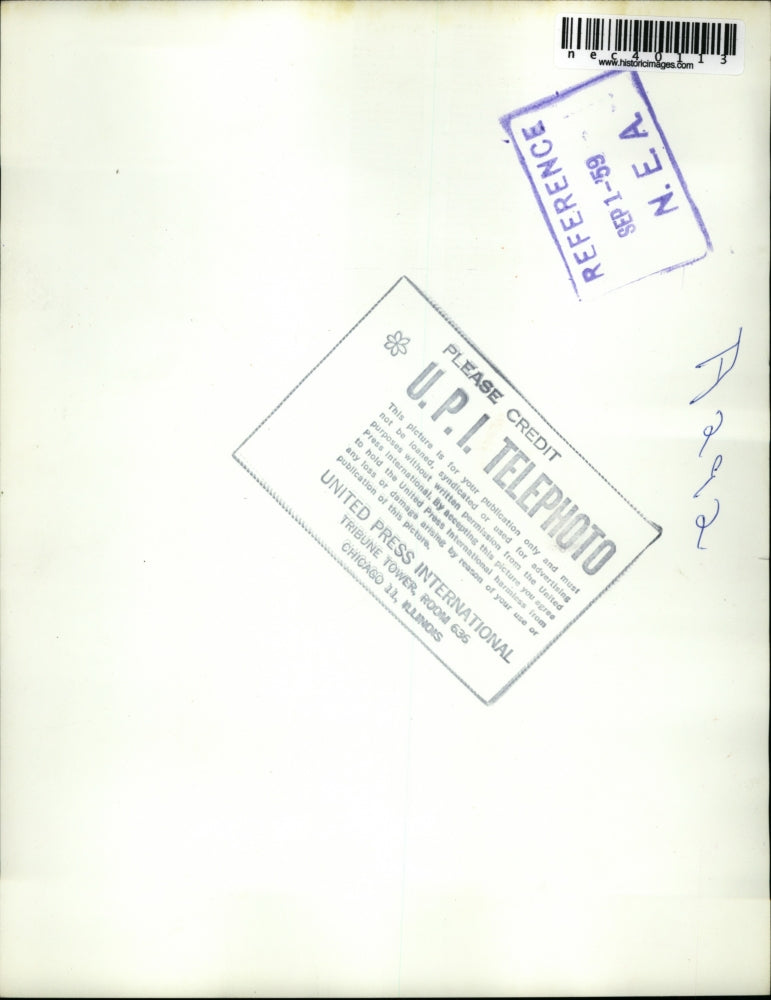 nec40113
www.historicimages.com
REFERENCE
SEP 1-'59
N.E.A.
PLEASE CREDIT
U.P.I. TELEPHOTO
This picture is for your publication only and must
not be loaned, syndicated or used for advertising
purposes without written permission from the United
Press International. By accepting this picture you agree
to hold the United Press International harmless from
any loss or damage arising by reason of your use or
publication of this picture.
UNITED PRESS INTERNATIONAL
TRIBUNE TOWER, ROOM 636
CHICAGO 11, ILLINOIS